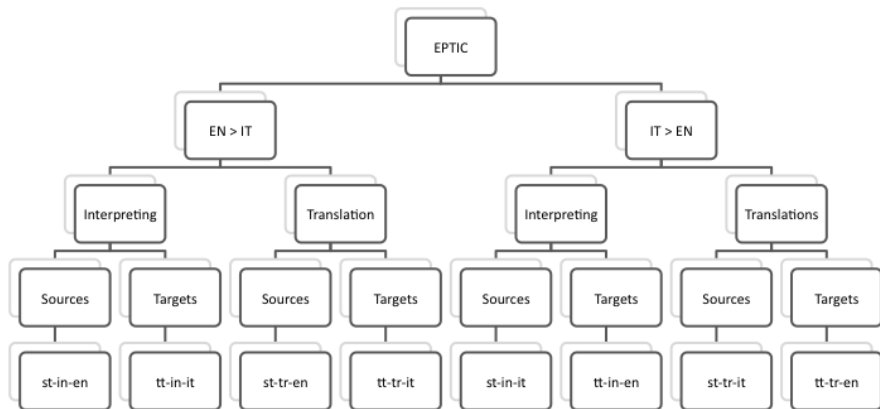 EPTIC
EN > IT
IT > EN
Interpreting
Translation
Interpreting
Translations
Sources
Targets
Sources
Targets
Sources
Targets
Sources
Targets
st-in-en
tt-in-it
st-tr-en
tt-tr-it
st-in-it
tt-in-en
st-tr-it
tt-tr-en